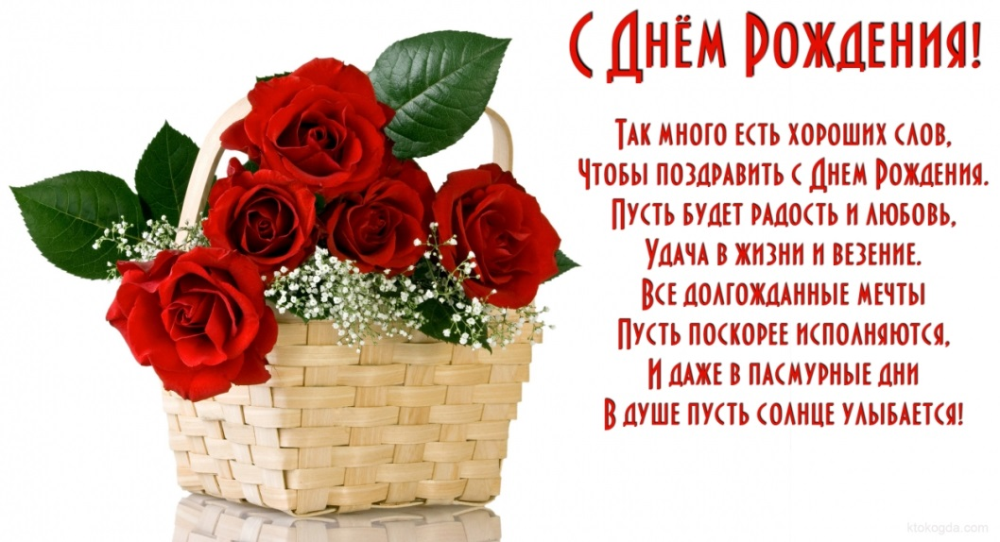 С Днём Рождения!
Так много есть хороших слов,
Чтобы поздравить с Днем Рождения.
Пусть будет радость и любовь,
Удача в жизни и везение.
Все долгожданные мечты
Пусть поскорее исполняются,
И даже в пасмурные дни
В душе пусть солнце улыбается!
ktokogda.com